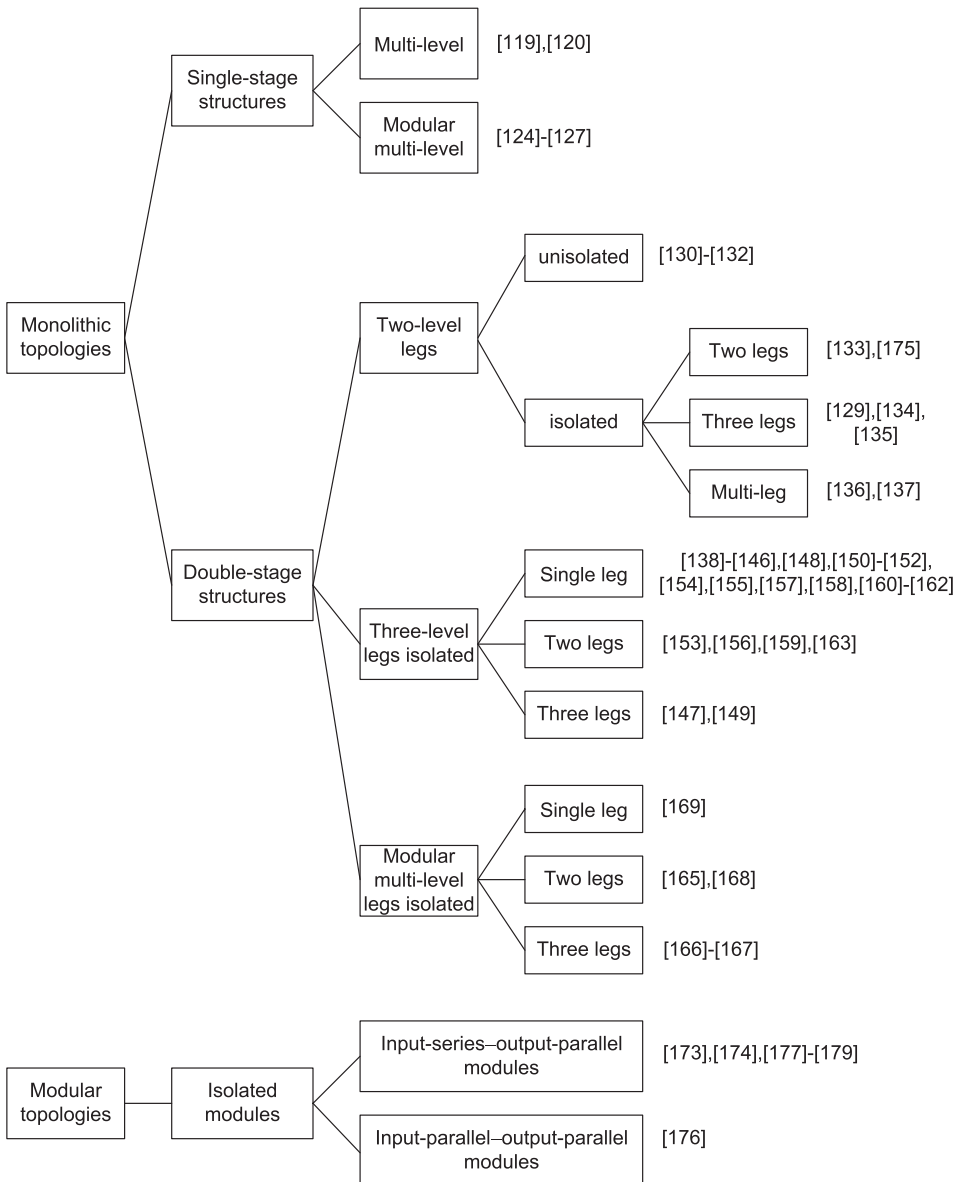 Monolithic
topologies
Single-stage
structures
Multi-level
[119],[120]
Modular
multi-level
[124]-[127]
Double-stage
structures
Two-level
legs
unisolated
[130]-[132]
isolated
Two legs
[133],[175]
Three legs
[129],[134],
[135]
Multi-leg
[136],[137]
Three-level
legs isolated
Single leg
[138]-[146],[148],[150]-[152],
[154],[155],[157],[158],[160]-[162]
Two legs
[153],[156],[159],[163]
Three legs
[147],[149]
Modular
multi-level
legs isolated
Single leg
[169]
Two legs
[165],[168]
Three legs
[166]-[167]
Modular
topologies
Isolated
modules
Input-series–output-parallel
modules
[173],[174],[177]-[179]
Input-parallel–output-parallel
modules
[176]